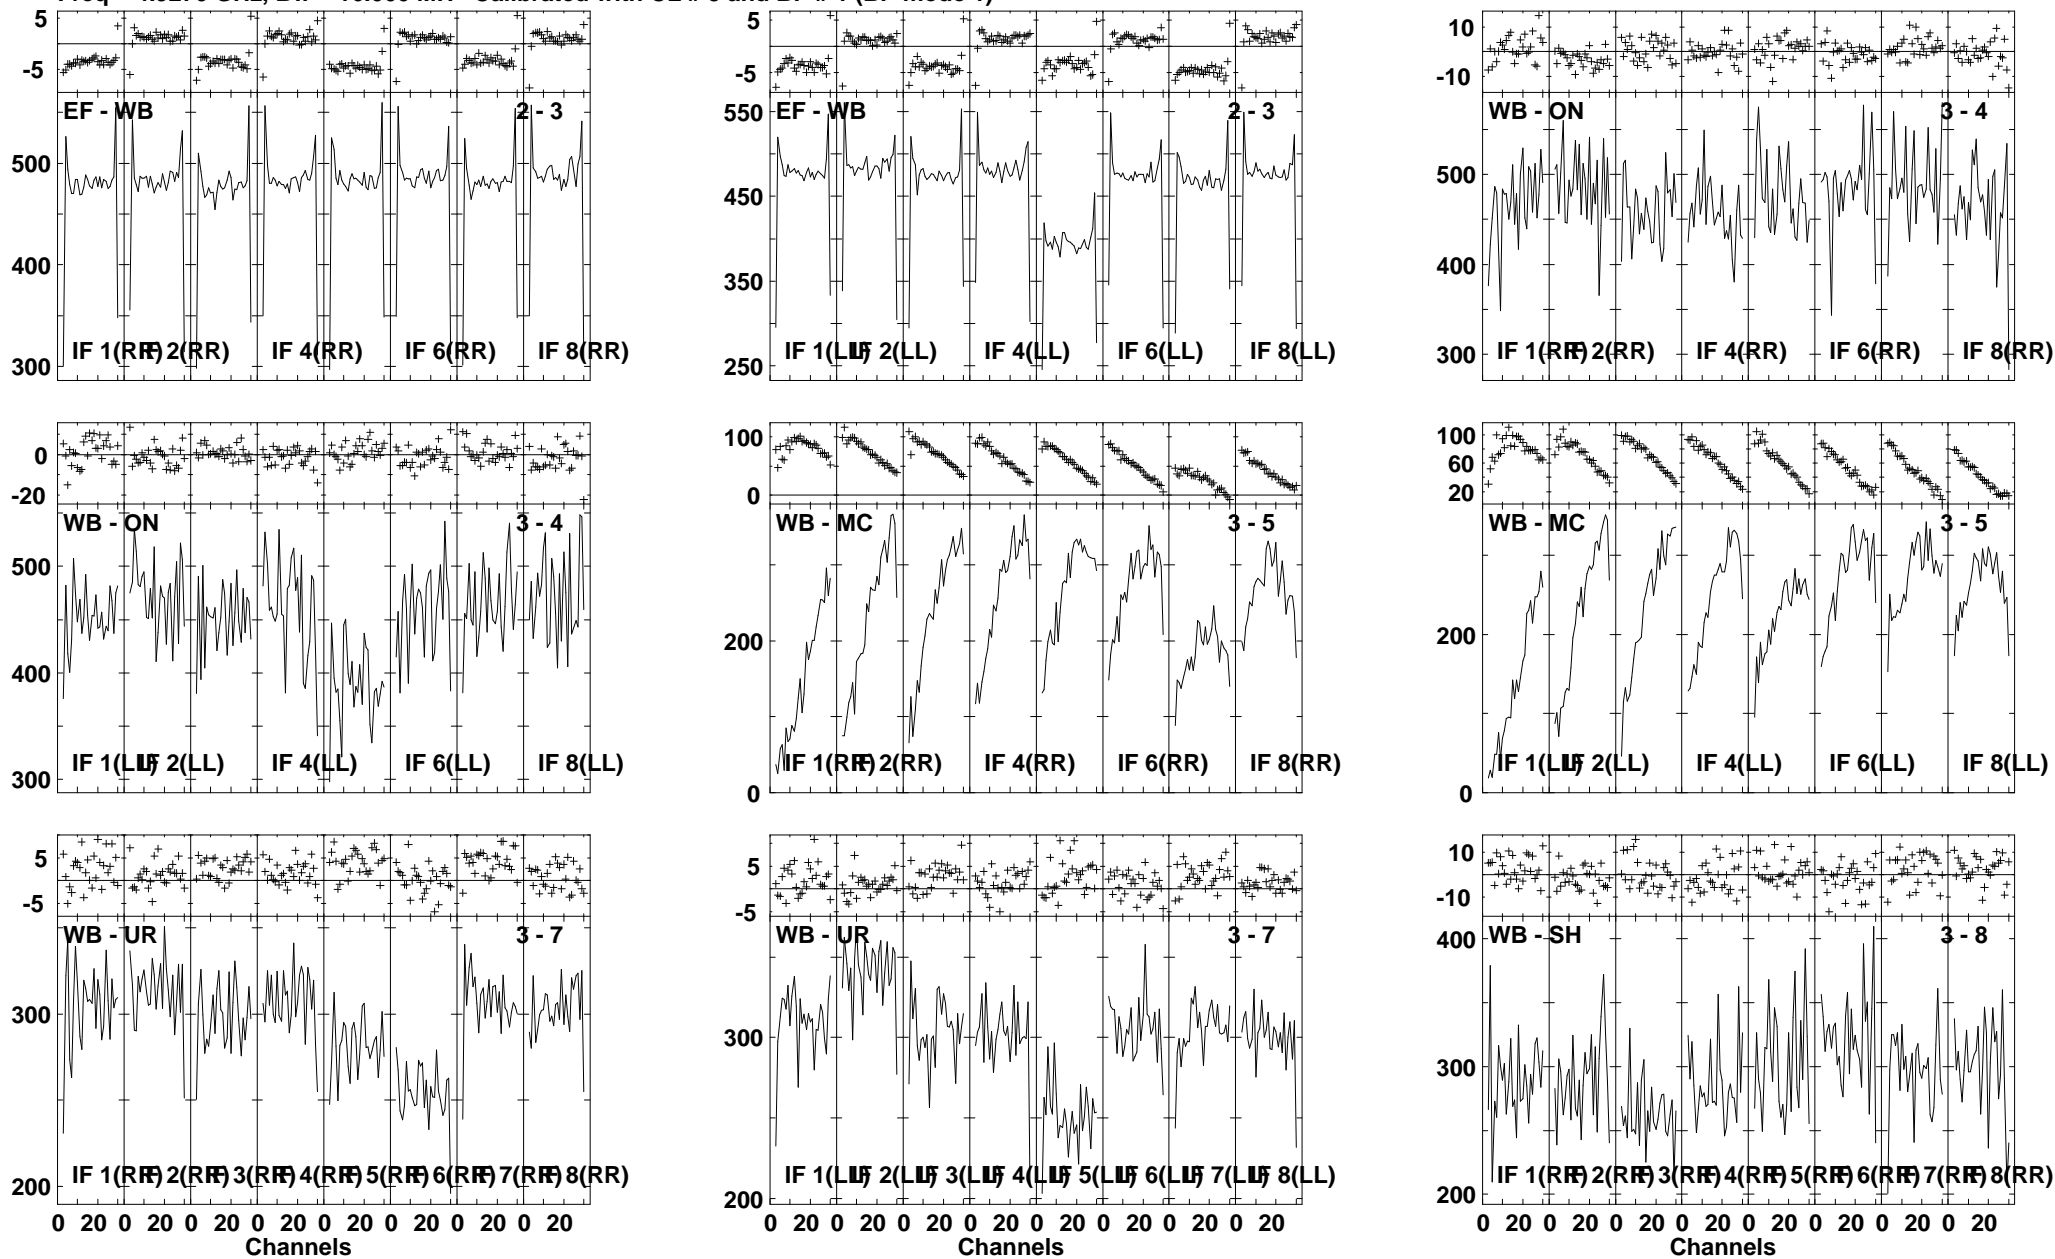 5
-5
EF - WB
2 - 3
500
400
300
IF 1(RR)
IF 2(RR)
IF 4(RR)
IF 6(RR)
IF 8(RR)
5
-5
EF - WB
2 - 3
550
450
350
250
IF 1(LL)
IF 2(LL)
IF 4(LL)
IF 6(LL)
IF 8(LL)
10
-10
WB - ON
3 - 4
500
400
300
IF 1(RR)
IF 2(RR)
IF 4(RR)
IF 6(RR)
IF 8(RR)
0
-20
WB - ON
3 - 4
500
400
300
IF 1(LL)
IF 2(LL)
IF 4(LL)
IF 6(LL)
IF 8(LL)
100
0
WB - MC
3 - 5
200
0
IF 1(RR)
IF 2(RR)
IF 4(RR)
IF 6(RR)
IF 8(RR)
100
60
20
WB - MC
3 - 5
200
0
IF 1(LL)
IF 2(LL)
IF 4(LL)
IF 6(LL)
IF 8(LL)
5
-5
WB - UR
3 - 7
300
200
IF 1(RR)
IF 2(RR)
IF 3(RR)
IF 4(RR)
IF 5(RR)
IF 6(RR)
IF 7(RR)
IF 8(RR)
0 20 0 20 0 20 0 20 0 20 0 20 0 20 0 20
Channels
5
-5
WB - UR
3 - 7
300
200
IF 1(LL)
IF 2(LL)
IF 3(LL)
IF 4(LL)
IF 5(LL)
IF 6(LL)
IF 7(LL)
IF 8(LL)
0 20 0 20 0 20 0 20 0 20 0 20 0 20 0 20
Channels
10
-10
WB - SH
3 - 8
400
300
200
IF 1(RR)
IF 2(RR)
IF 3(RR)
IF 4(RR)
IF 5(RR)
IF 6(RR)
IF 7(RR)
IF 8(RR)
0 20 0 20 0 20 0 20 0 20 0 20 0 20 0 20
Channels